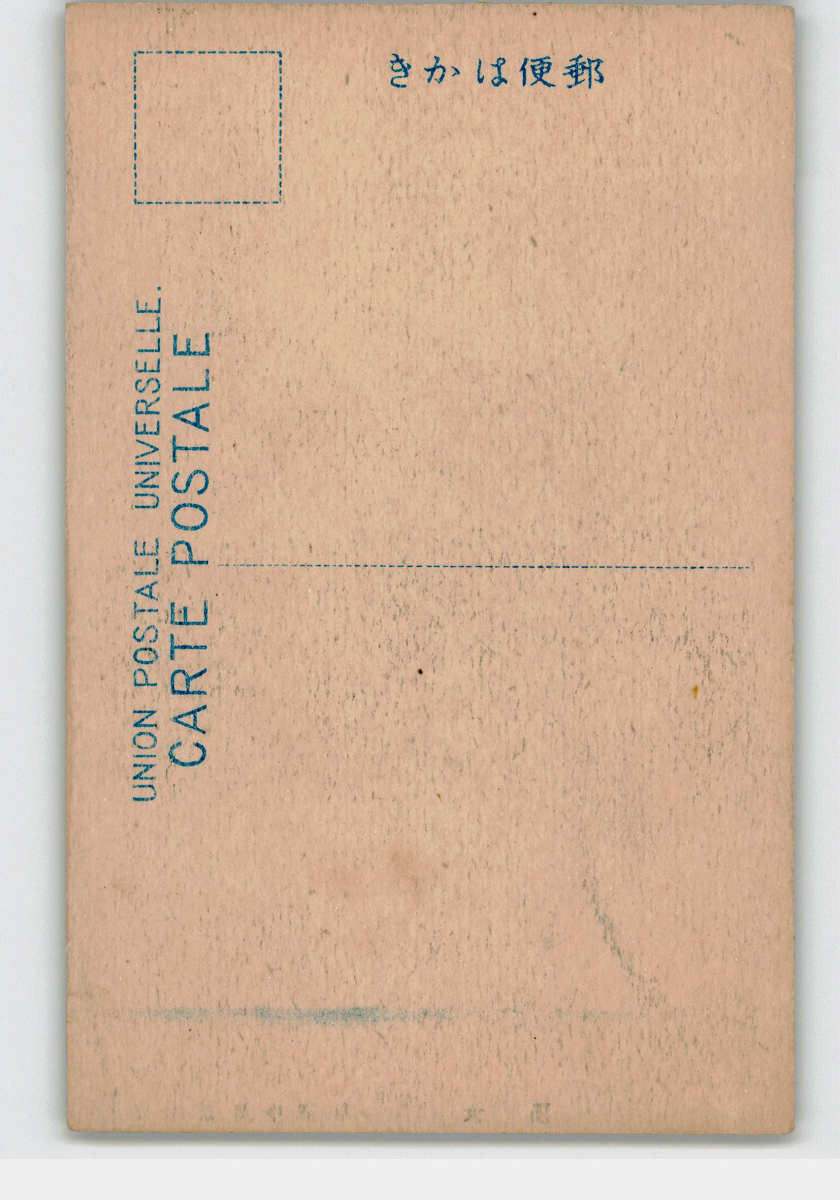 きかは便郵
UNION POSTALE UNIVERSELLE.
CARTE POSTALE